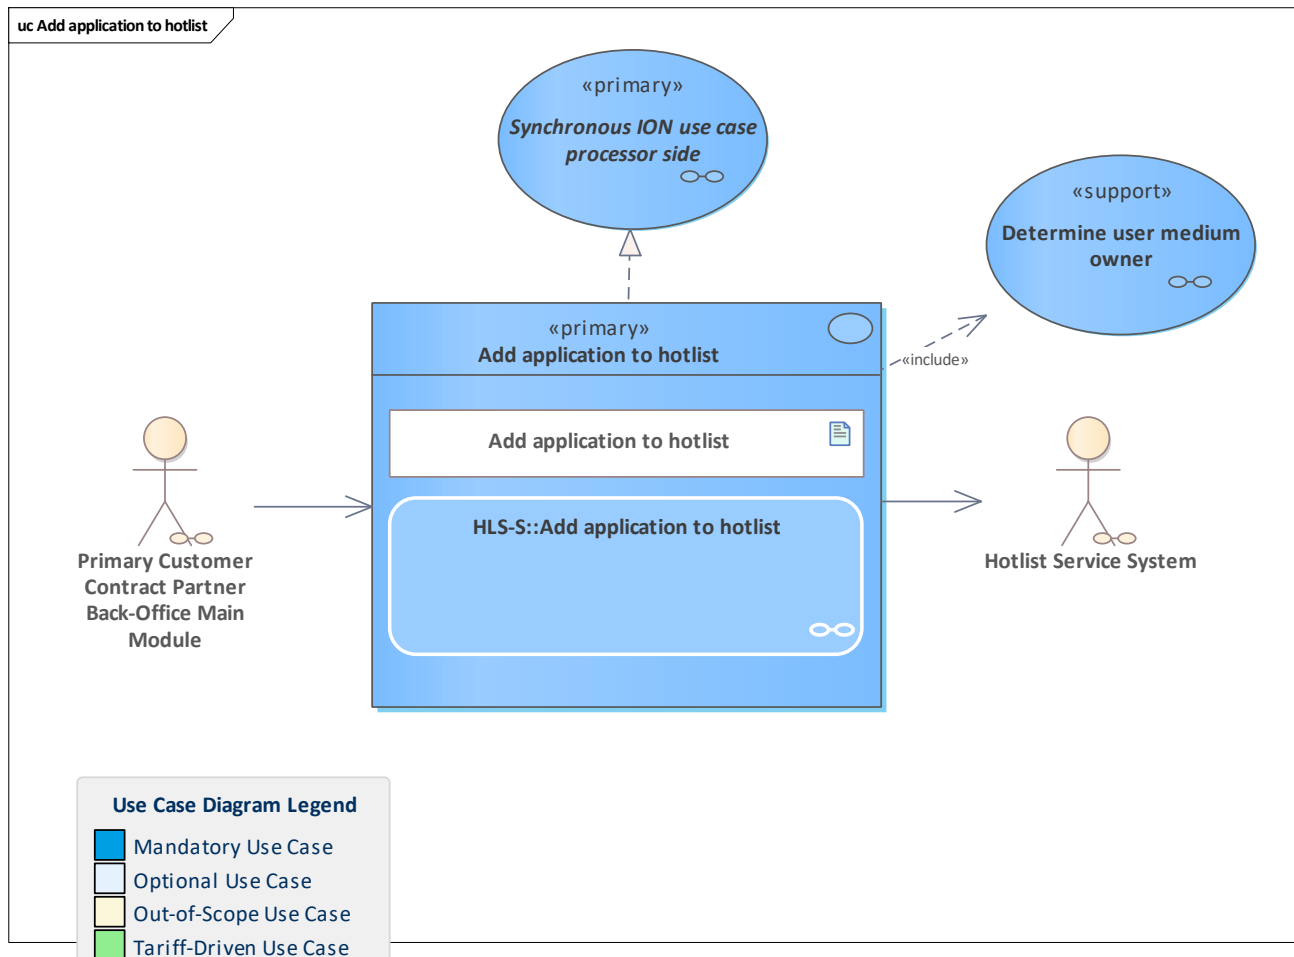 uc Add application to hotlist
«primary»
Synchronous ION use case
processor side
«support»
Determine user medium
owner
«primary»
Add application to hotlist
«include»
Add application to hotlist
HLS-S::Add application to hotlist
Primary Customer
Contract Partner
Back-Office Main
Module
Hotlist Service System
Use Case Diagram Legend
Mandatory Use Case
Optional Use Case
Out-of-Scope Use Case
Tariff-Driven Use Case